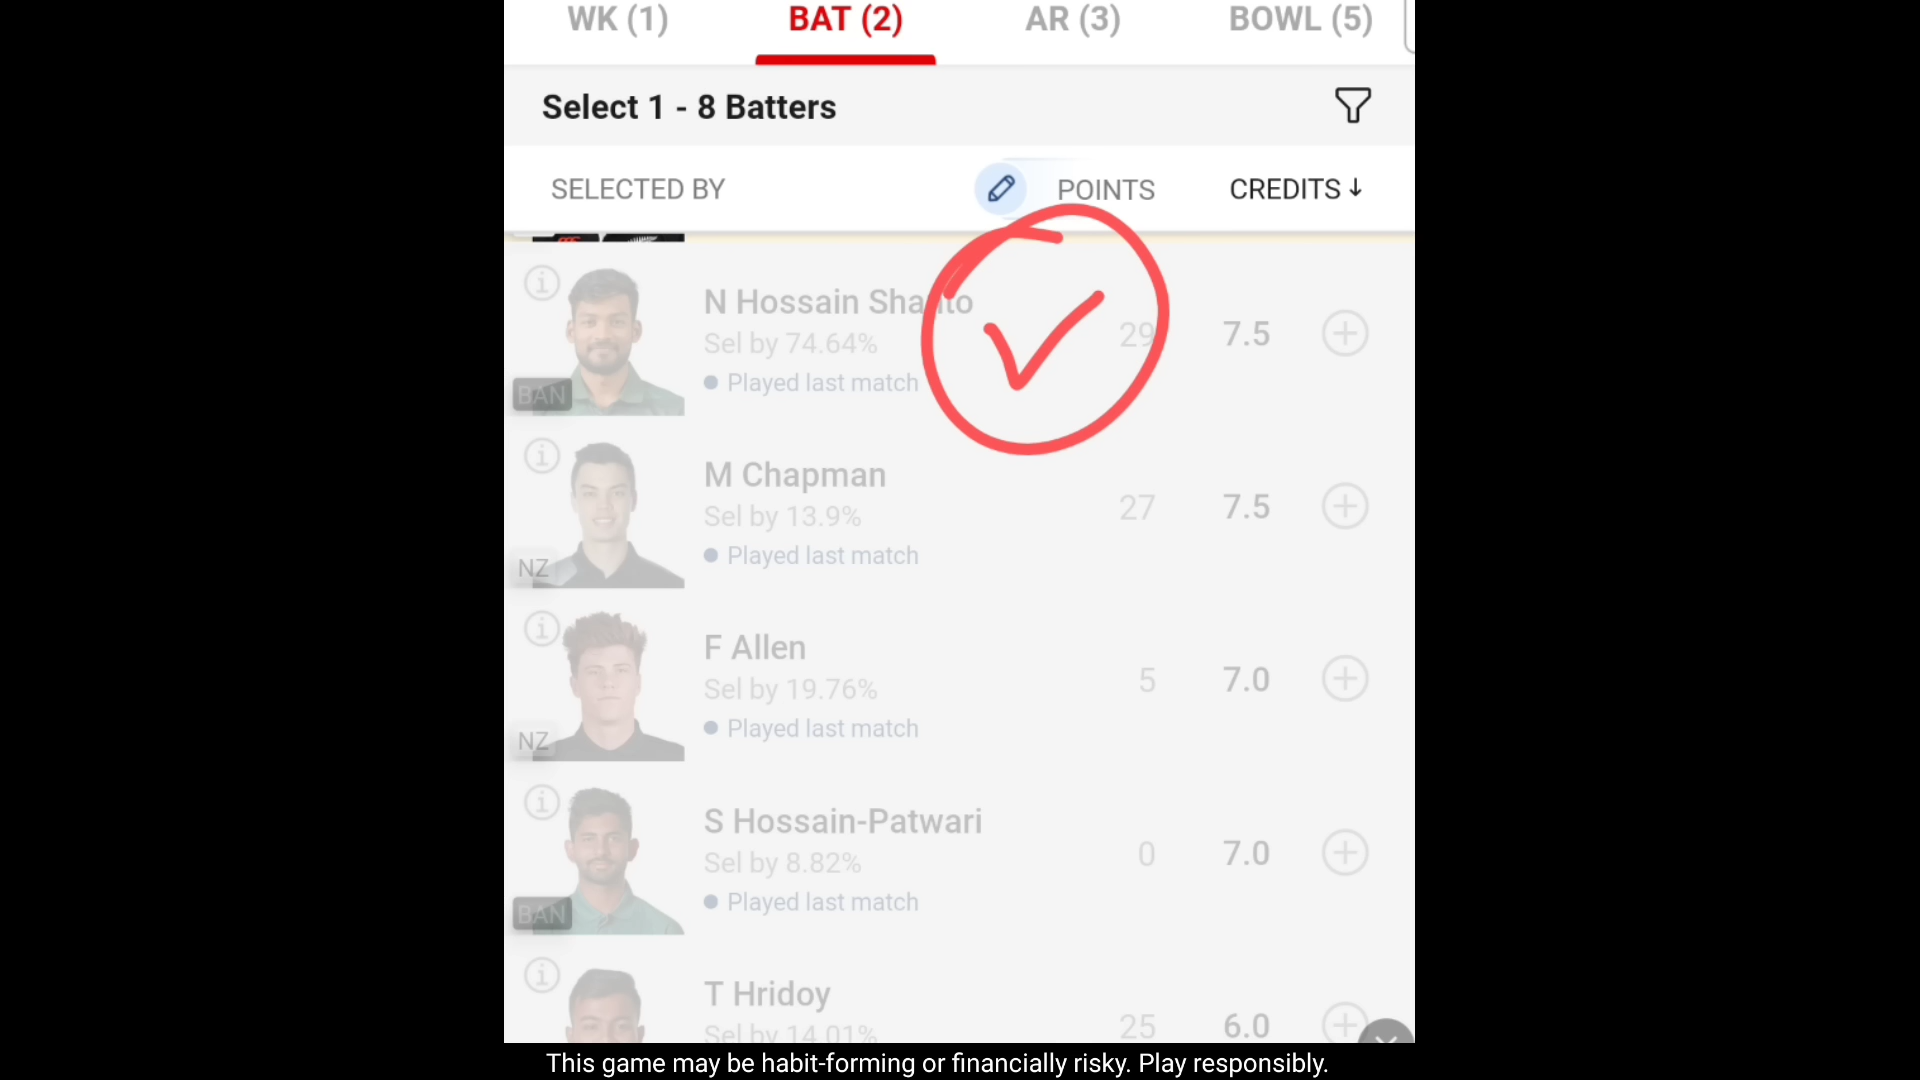 WK (1) BAT (2) AR (3) BOWL (5)
Select 1 - 8 Batters
SELECTED BY POINTS CREDITS↓
N Hossain Shanto
Sel by 74.64%
Played last match
29 7.5
BAN
M Chapman
Sel by 13.9%
Played last match
27 7.5
NZ
F Allen
Sel by 19.76%
Played last match
5 7.0
NZ
S Hossain-Patwari
Sel by 8.82%
Played last match
0 7.0
BAN
T Hridoy
Sel by 14.01%
25 6.0
This game may be habit-forming or financially risky. Play responsibly.